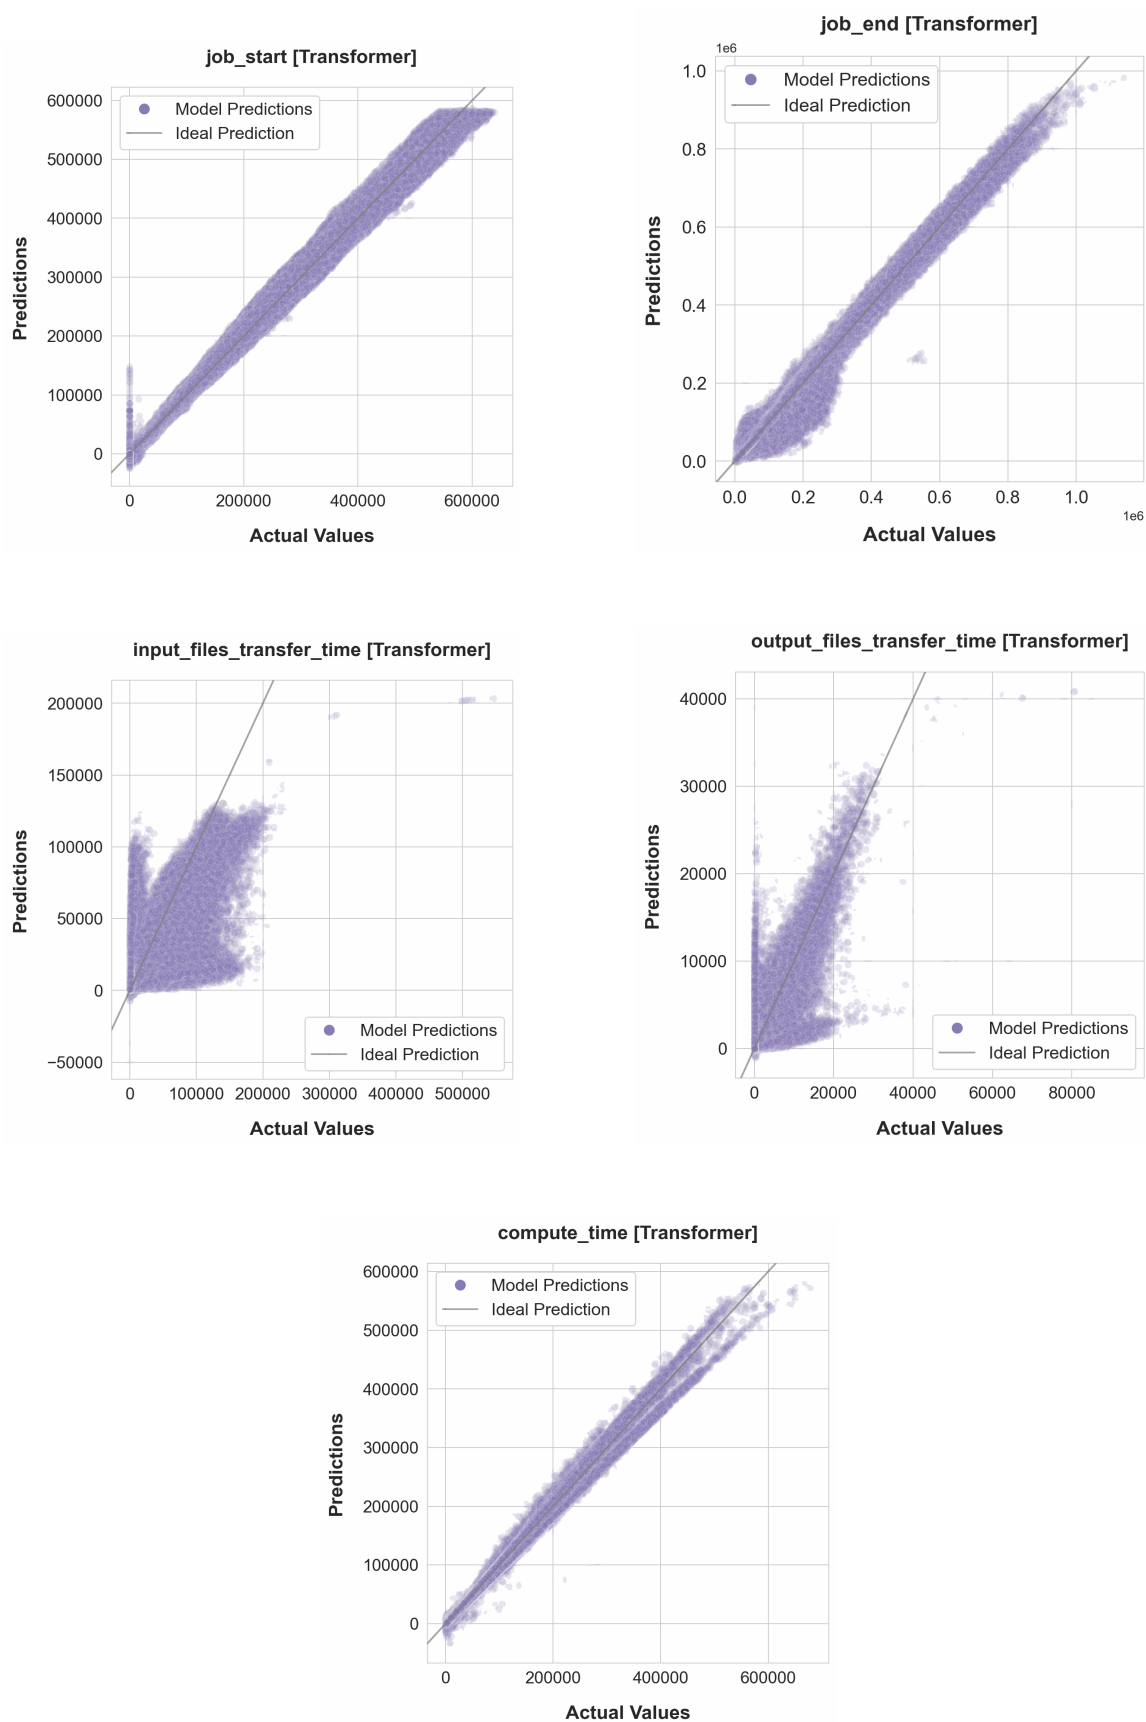 job_start [Transformer]
Model Predictions
Ideal Prediction
600000
500000
400000
300000
200000
100000
0
Predictions
0 200000 400000 600000
Actual Values
job_end [Transformer]
1e6
Model Predictions
Ideal Prediction
1.0
0.8
0.6
0.4
0.2
0.0
Predictions
0.0 0.2 0.4 0.6 0.8 1.0
1e6
Actual Values
input_files_transfer_time [Transformer]
200000
150000
100000
50000
0
−50000
Predictions
Model Predictions
Ideal Prediction
0 100000 200000 300000 400000 500000
Actual Values
output_files_transfer_time [Transformer]
40000
30000
20000
10000
0
Predictions
Model Predictions
Ideal Prediction
0 20000 40000 60000 80000
Actual Values
compute_time [Transformer]
Model Predictions
Ideal Prediction
600000
500000
400000
300000
200000
100000
0
Predictions
0 200000 400000 600000
Actual Values